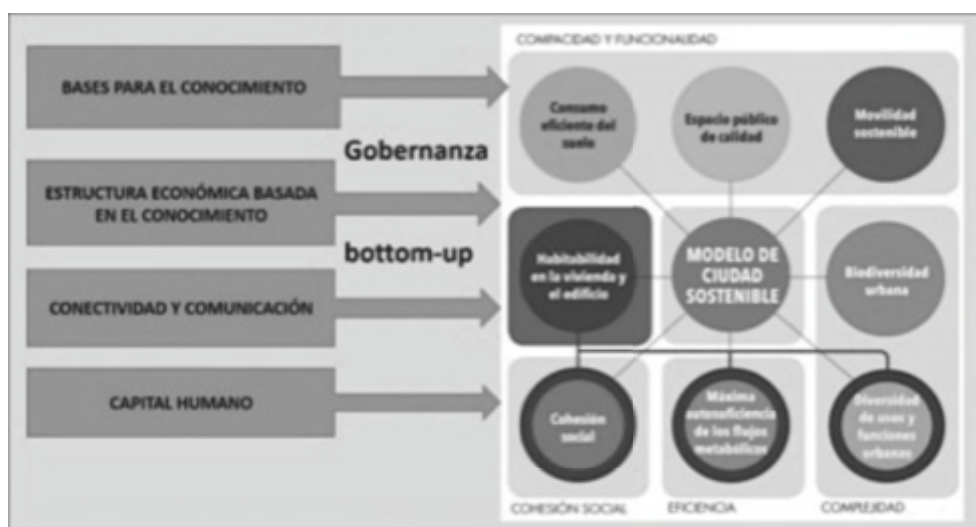 BASES PARA EL CONOCIMIENTO
Gobernanza
ESTRUCTURA ECONÓMICA BASADA
EN EL CONOCIMIENTO
bottom-up
CONECTIVIDAD Y COMUNICACIÓN
CAPITAL HUMANO
COMPACIDAD Y FUNCIONALIDAD
Consumo
eficiente del
suelo
Espacio público
de calidad
Movilidad
sostenible
Habitabilidad
en la vivienda y
el edificio
MODELO DE
CIUDAD
SOSTENIBLE
Biodiversidad
urbana
Cohesión
social
Máxima
autosuficiencia
de los flujos
metabólicos
Diversidad
de usos y
funciones
urbanas
COHESIÓN SOCIAL
EFICIENCIA
COMPLEJIDAD